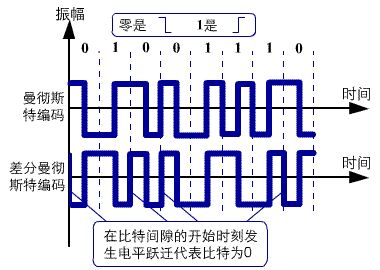 振幅
零是 1是
0 1 0 0 1 1 1 0
曼彻斯
特编码
时间
差分曼彻
斯特编码
时间
在比特间隙的开始时刻发
生电平跃迁代表比特为0